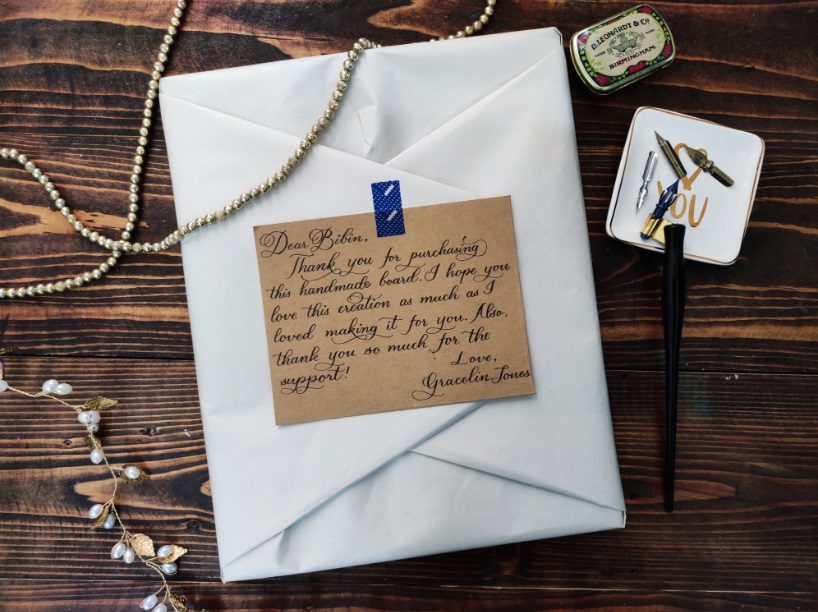 D. LEONARDT & CO.
BIRMINGHAM
YOU
Dear Bibin,
Thank you for purchasing
this handmade board. I hope you
love this creation as much as I
loved making it for you. Also,
thank you so much for the
support!
Love,
Gracelin Jones